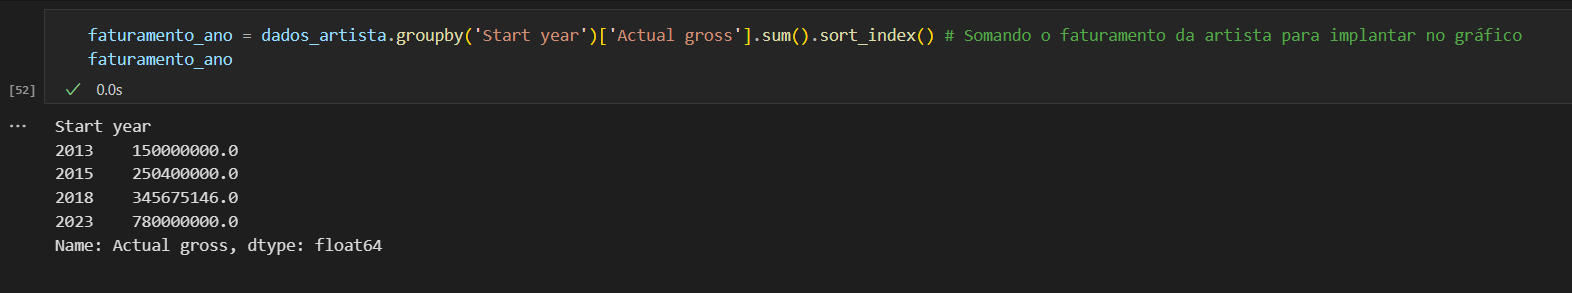 faturamento_ano = dados_artista.groupby('Start year')['Actual gross'].sum().sort_index() # Somando o faturamento da artista para implantar no gráfico
faturamento_ano
[52] ✓ 0.0s
... Start year
2013    150000000.0
2015    250400000.0
2018    345675146.0
2023    780000000.0
Name: Actual gross, dtype: float64